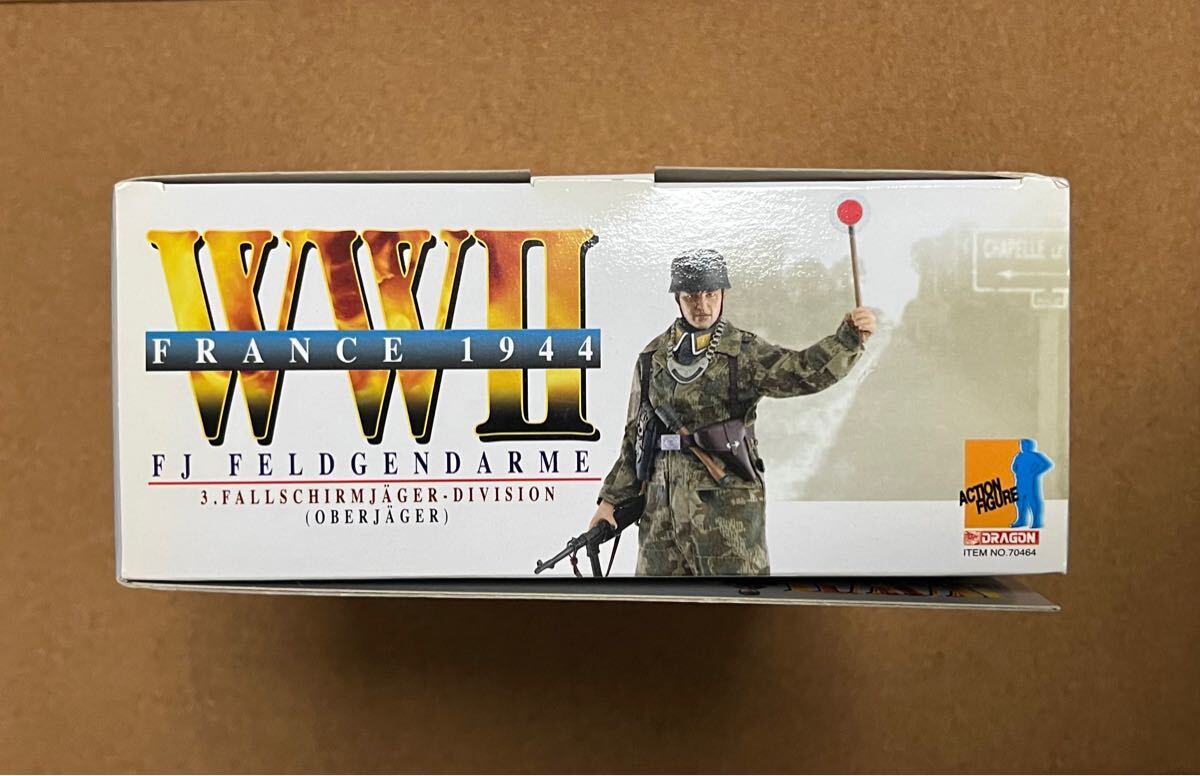 WWII
FRANCE 1944
FJ FELDGENDARME
3.FALLSCHIRMJÄGER-DIVISION
(OBERJÄGER)
CHAPELLE
ACTION
FIGURE
DRAGON
ITEM NO.70464